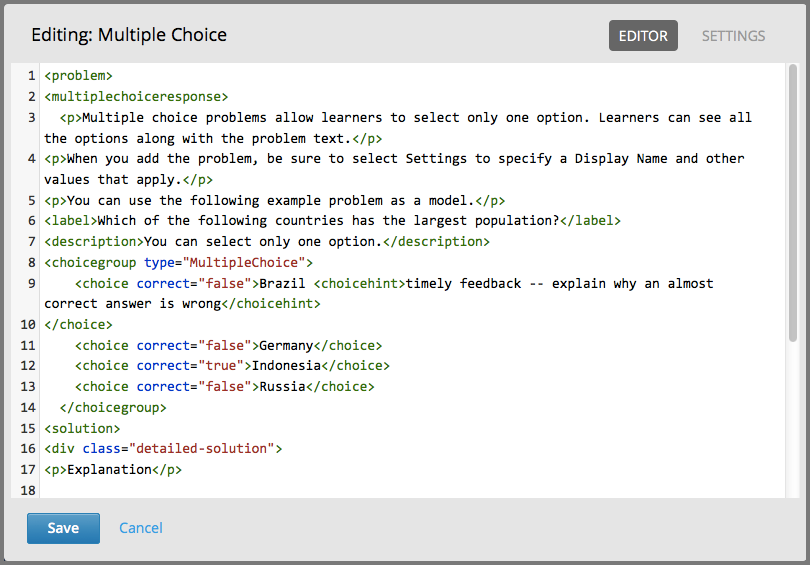 Editing: Multiple Choice
EDITOR
SETTINGS
1 <problem>
2 <multiplechoiceresponse>
3   <p>Multiple choice problems allow learners to select only one option. Learners can see all
the options along with the problem text.</p>
4 <p>When you add the problem, be sure to select Settings to specify a Display Name and other
values that apply.</p>
5 <p>You can use the following example problem as a model.</p>
6 <label>Which of the following countries has the largest population?</label>
7 <description>You can select only one option.</description>
8 <choicegroup type="MultipleChoice">
9     <choice correct="false">Brazil <choicehint>timely feedback -- explain why an almost
correct answer is wrong</choicehint>
10 </choice>
11     <choice correct="false">Germany</choice>
12     <choice correct="true">Indonesia</choice>
13     <choice correct="false">Russia</choice>
14   </choicegroup>
15 <solution>
16 <div class="detailed-solution">
17 <p>Explanation</p>
18
Save
Cancel